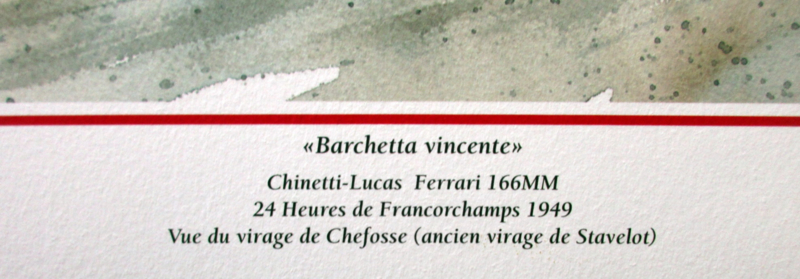 «Barchetta vincente»
Chinetti-Lucas Ferrari 166MM
24 Heures de Francorchamps 1949
Vue du virage de Chefosse (ancien virage de Stavelot)